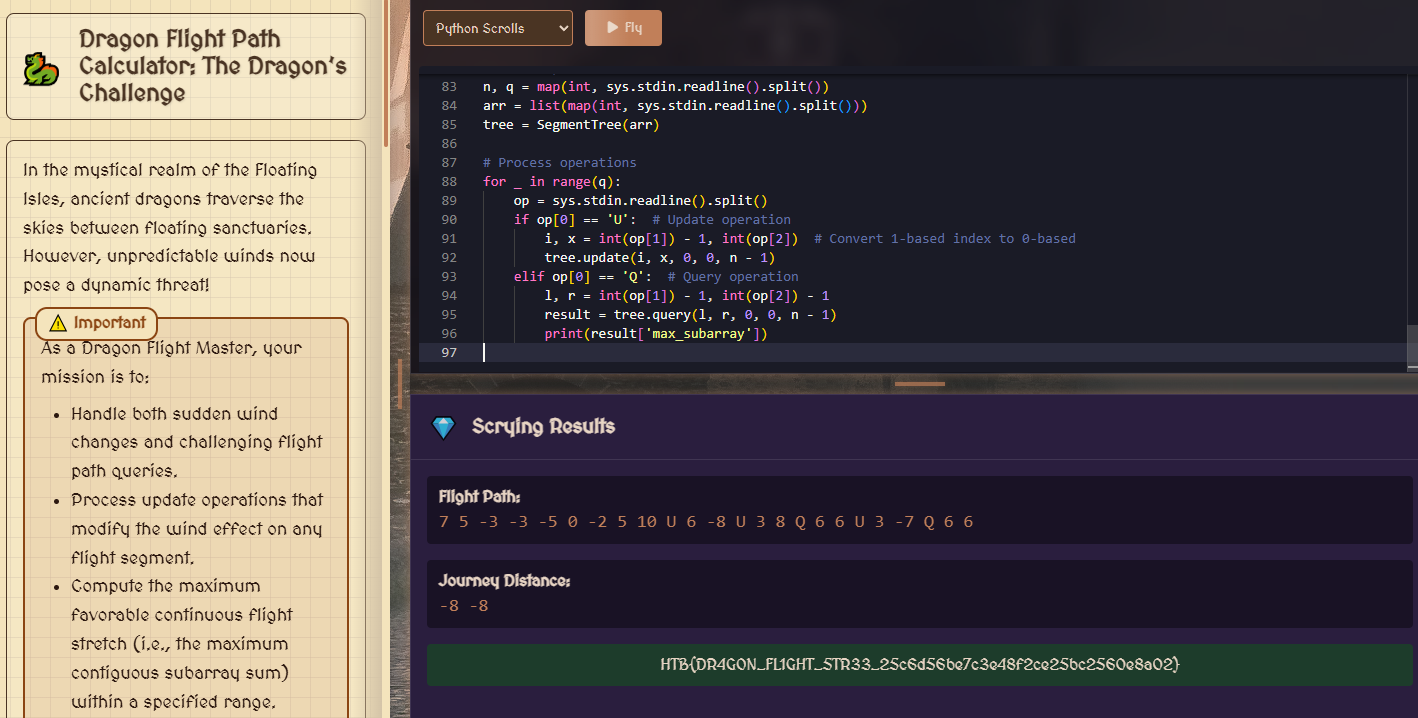 Dragon Flight Path
Calculator: The Dragon's
Challenge
In the mystical realm of the Floating
Isles, ancient dragons traverse the
skies between floating sanctuaries.
However, unpredictable winds now
pose a dynamic threat!
Important
As a Dragon Flight Master, your
mission is to:
• Handle both sudden wind
changes and challenging flight
path queries.
• Process update operations that
modify the wind effect on any
flight segment.
• Compute the maximum
favorable continuous flight
stretch (i.e., the maximum
contiguous subarray sum)
within a specified range.
Python Scrolls
Fly
83 n, q = map(int, sys.stdin.readline().split())
84 arr = list(map(int, sys.stdin.readline().split()))
85 tree = SegmentTree(arr)
86
87 # Process operations
88 for _ in range(q):
89 op = sys.stdin.readline().split()
90 if op[0] == 'U': # Update operation
91 i, x = int(op[1]) - 1, int(op[2]) # Convert 1-based index to 0-based
92 tree.update(i, x, 0, 0, n - 1)
93 elif op[0] == 'Q': # Query operation
94 l, r = int(op[1]) - 1, int(op[2]) - 1
95 result = tree.query(l, r, 0, 0, n - 1)
96 print(result['max_subarray'])
97
Scrying Results
Flight Path:
7 5 -3 -3 -5 0 -2 5 10 U 6 -8 U 3 8 Q 6 6 U 3 -7 Q 6 6
Journey Distance:
-8 -8
HTB{DR4G0N_FL1GHT_5TR33_25c6d56be7c3e48f2ce25bc2560e8a02}